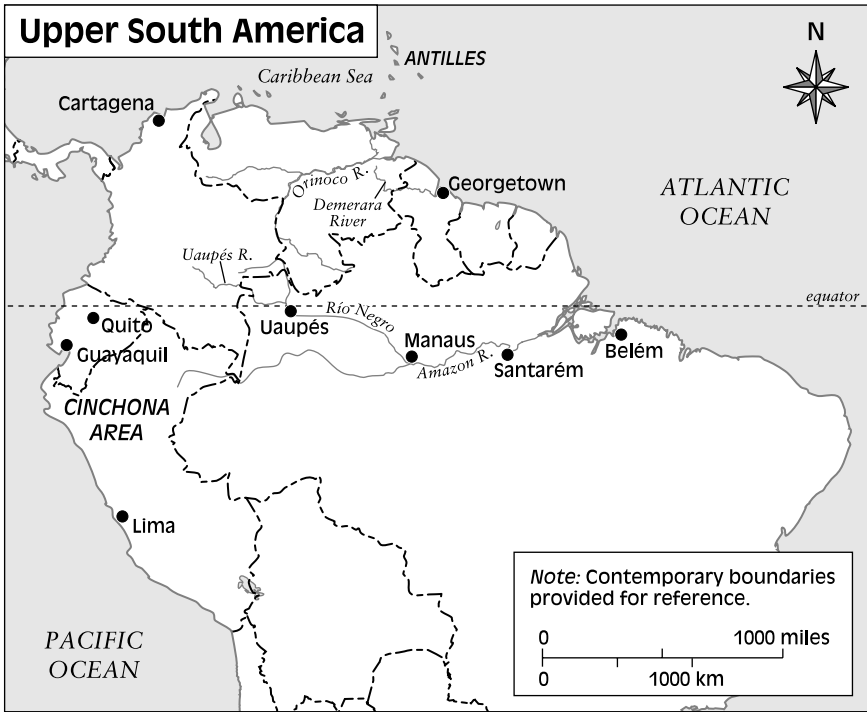 Upper South America
ANTILLES
N
Caribbean Sea
Cartagena
Orinoco R.
Georgetown
ATLANTIC
OCEAN
Demerara
River
Uaupés R.
equator
Quito
Uaupés
Río Negro
Guayaquil
Manaus
Amazon R.
Santarém
Belém
CINCHONA
AREA
Lima
Note: Contemporary boundaries
provided for reference.
0 1000 miles
0 1000 km
PACIFIC
OCEAN